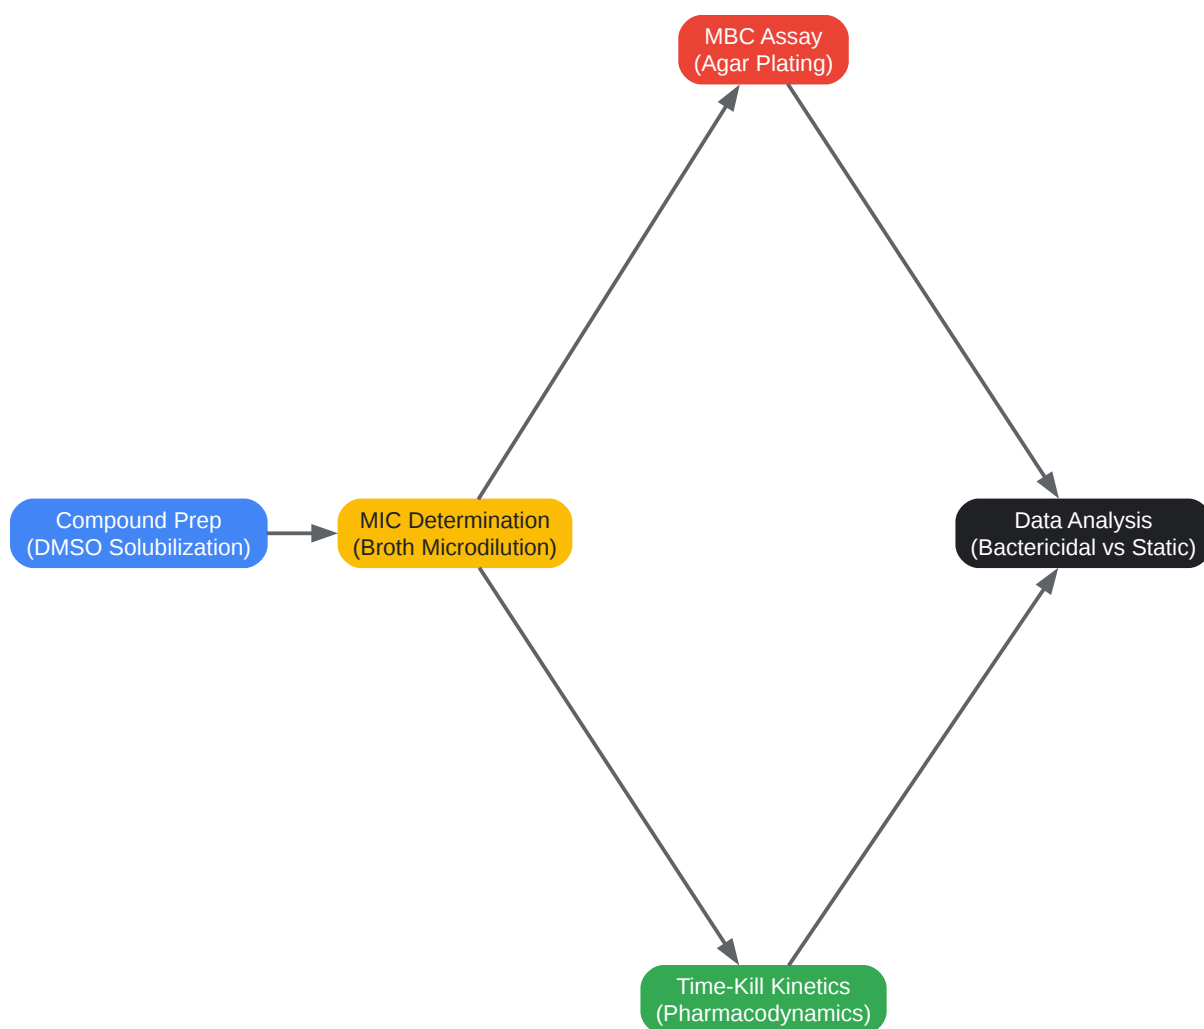 MBC Assay
(Agar Plating)
Compound Prep
(DMSO Solubilization)
MIC Determination
(Broth Microdilution)
Data Analysis
(Bactericidal vs Static)
Time-Kill Kinetics
(Pharmacodynamics)